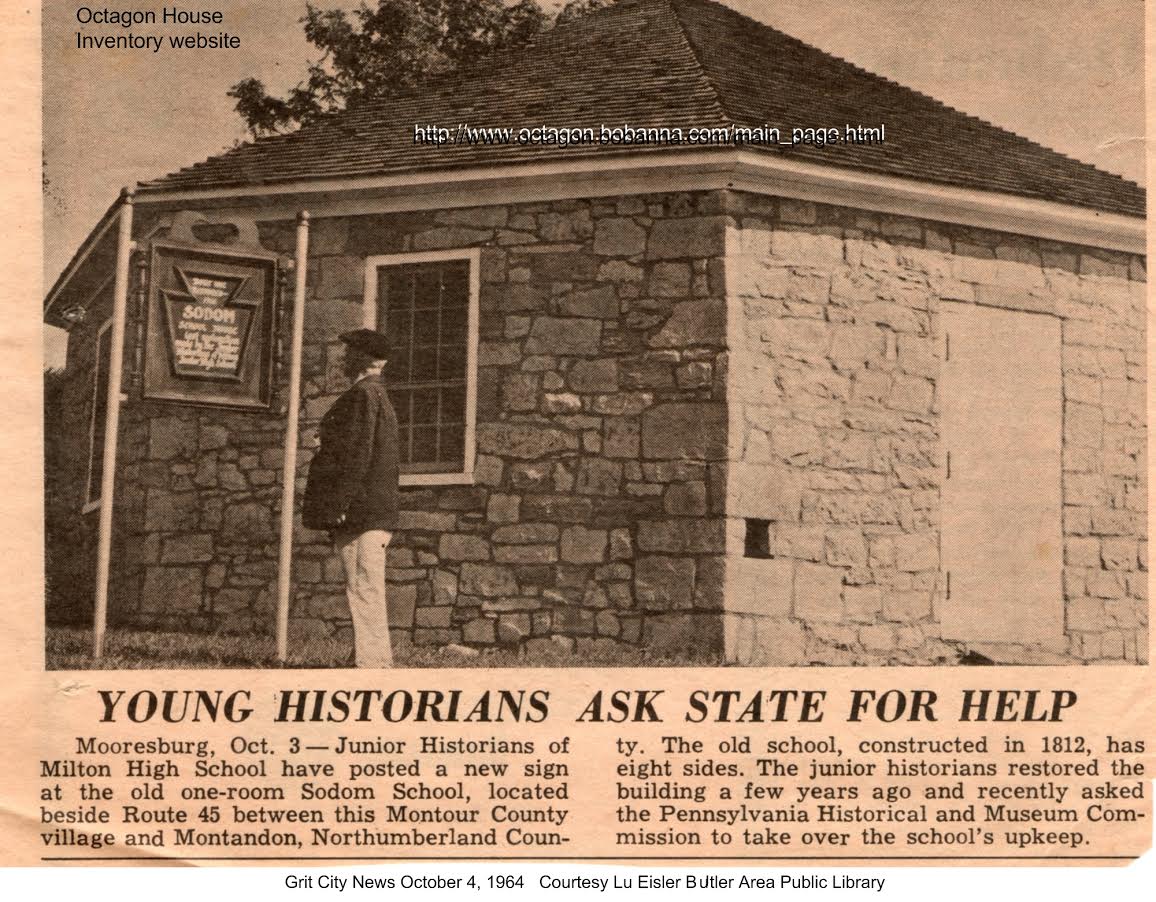 Octagon House
Inventory website
http://www.octagon.bobanna.com/main_page.html
SODOM
SCHOOL HOUSE
YOUNG HISTORIANS ASK STATE FOR HELP
Mooresburg, Oct. 3 — Junior Historians of
Milton High School have posted a new sign
at the old one-room Sodom School, located
beside Route 45 between this Montour County
village and Montandon, Northumberland Coun-
ty. The old school, constructed in 1812, has
eight sides. The junior historians restored the
building a few years ago and recently asked
the Pennsylvania Historical and Museum Com-
mission to take over the school's upkeep.
Grit City News October 4, 1964 Courtesy Lu Eisler Butler Area Public Library